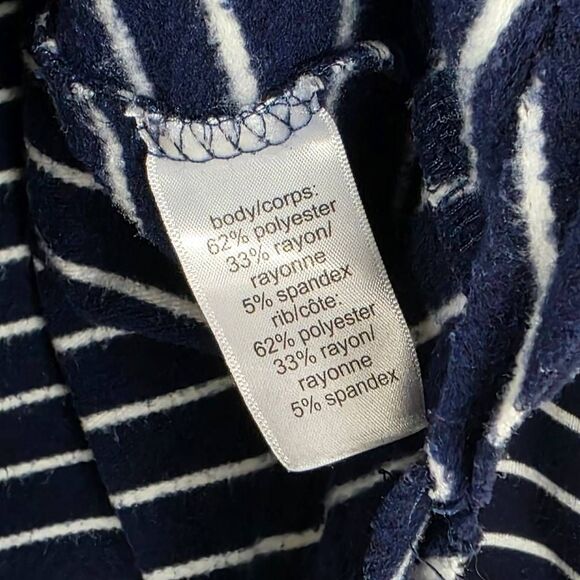 body/corps:
62% polyester
33% rayon/
rayonne
5% spandex
rib/côte:
62% polyester
33% rayon/
rayonne
5% spandex